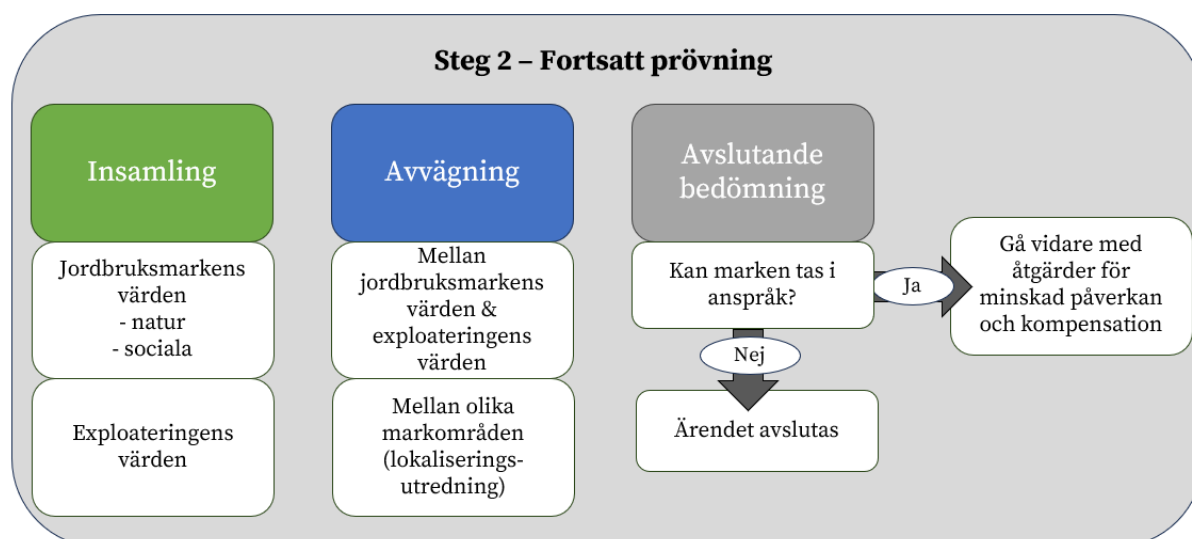 Steg 2 – Fortsatt prövning
Insamling
Jordbruksmarkens
värden
- natur
- sociala
Exploateringens
värden
Avvägning
Mellan
jordbruksmarkens
värden &
exploateringens
värden
Mellan olika
markområden
(lokaliserings-
utredning)
Avslutande
bedömning
Kan marken tas i
anspråk?
Ja
Gå vidare med
åtgärder för
minskad påverkan
och kompensation
Nej
Ärendet avslutas